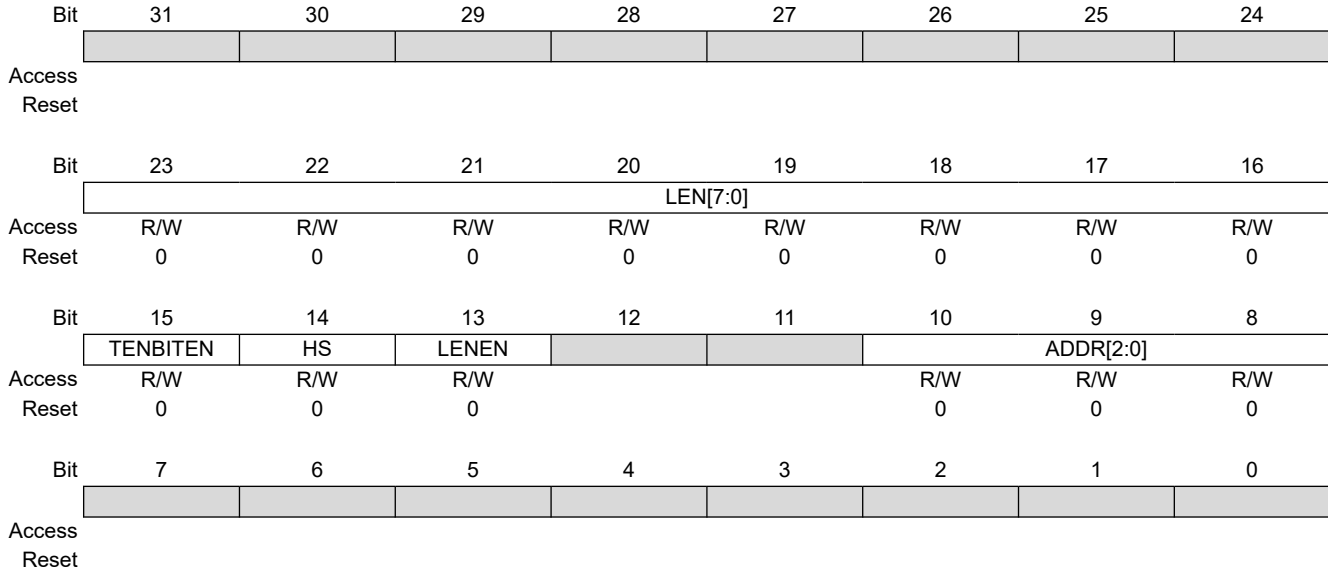 Bit 31 30 29 28 27 26 25 24
Access
Reset
Bit 23 22 21 20 19 18 17 16
LEN[7:0]
Access R/W R/W R/W R/W R/W R/W R/W R/W
Reset 0 0 0 0 0 0 0 0
Bit 15 14 13 12 11 10 9 8
TENBITEN HS LENEN ADDR[2:0]
Access R/W R/W R/W R/W R/W R/W
Reset 0 0 0 0 0 0
Bit 7 6 5 4 3 2 1 0
Access
Reset